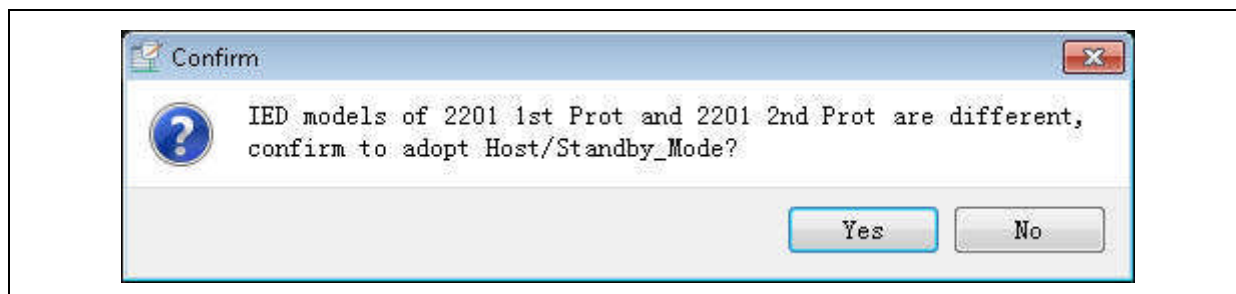 Confirm
IED models of 2201 1st Prot and 2201 2nd Prot are different,
confirm to adopt Host/Standby_Mode?
Yes No